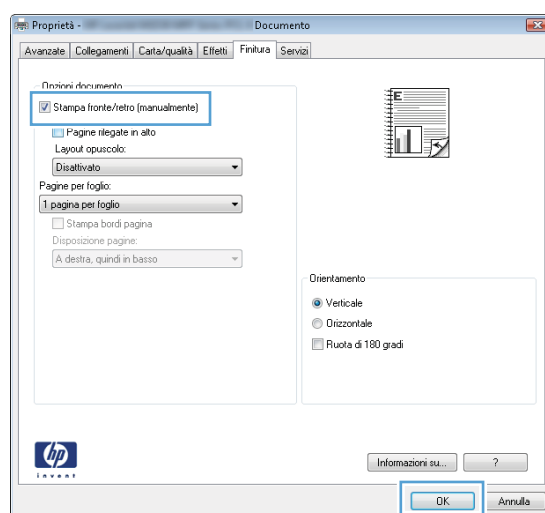 Proprietà - Documento
Avanzate Collegamenti Carta/qualità Effetti Finitura Servizi
Opzioni documento
Stampa fronte/retro (manualmente)
Pagine rilegate in alto
Layout opuscolo:
Disattivato
Pagine per foglio:
1 pagina per foglio
Stampa bordi pagina
Disposizione pagine:
A destra, quindi in basso
E
Orientamento
Verticale
Orizzontale
Ruota di 180 gradi
hp
invent
Informazioni su... ?
OK Annulla